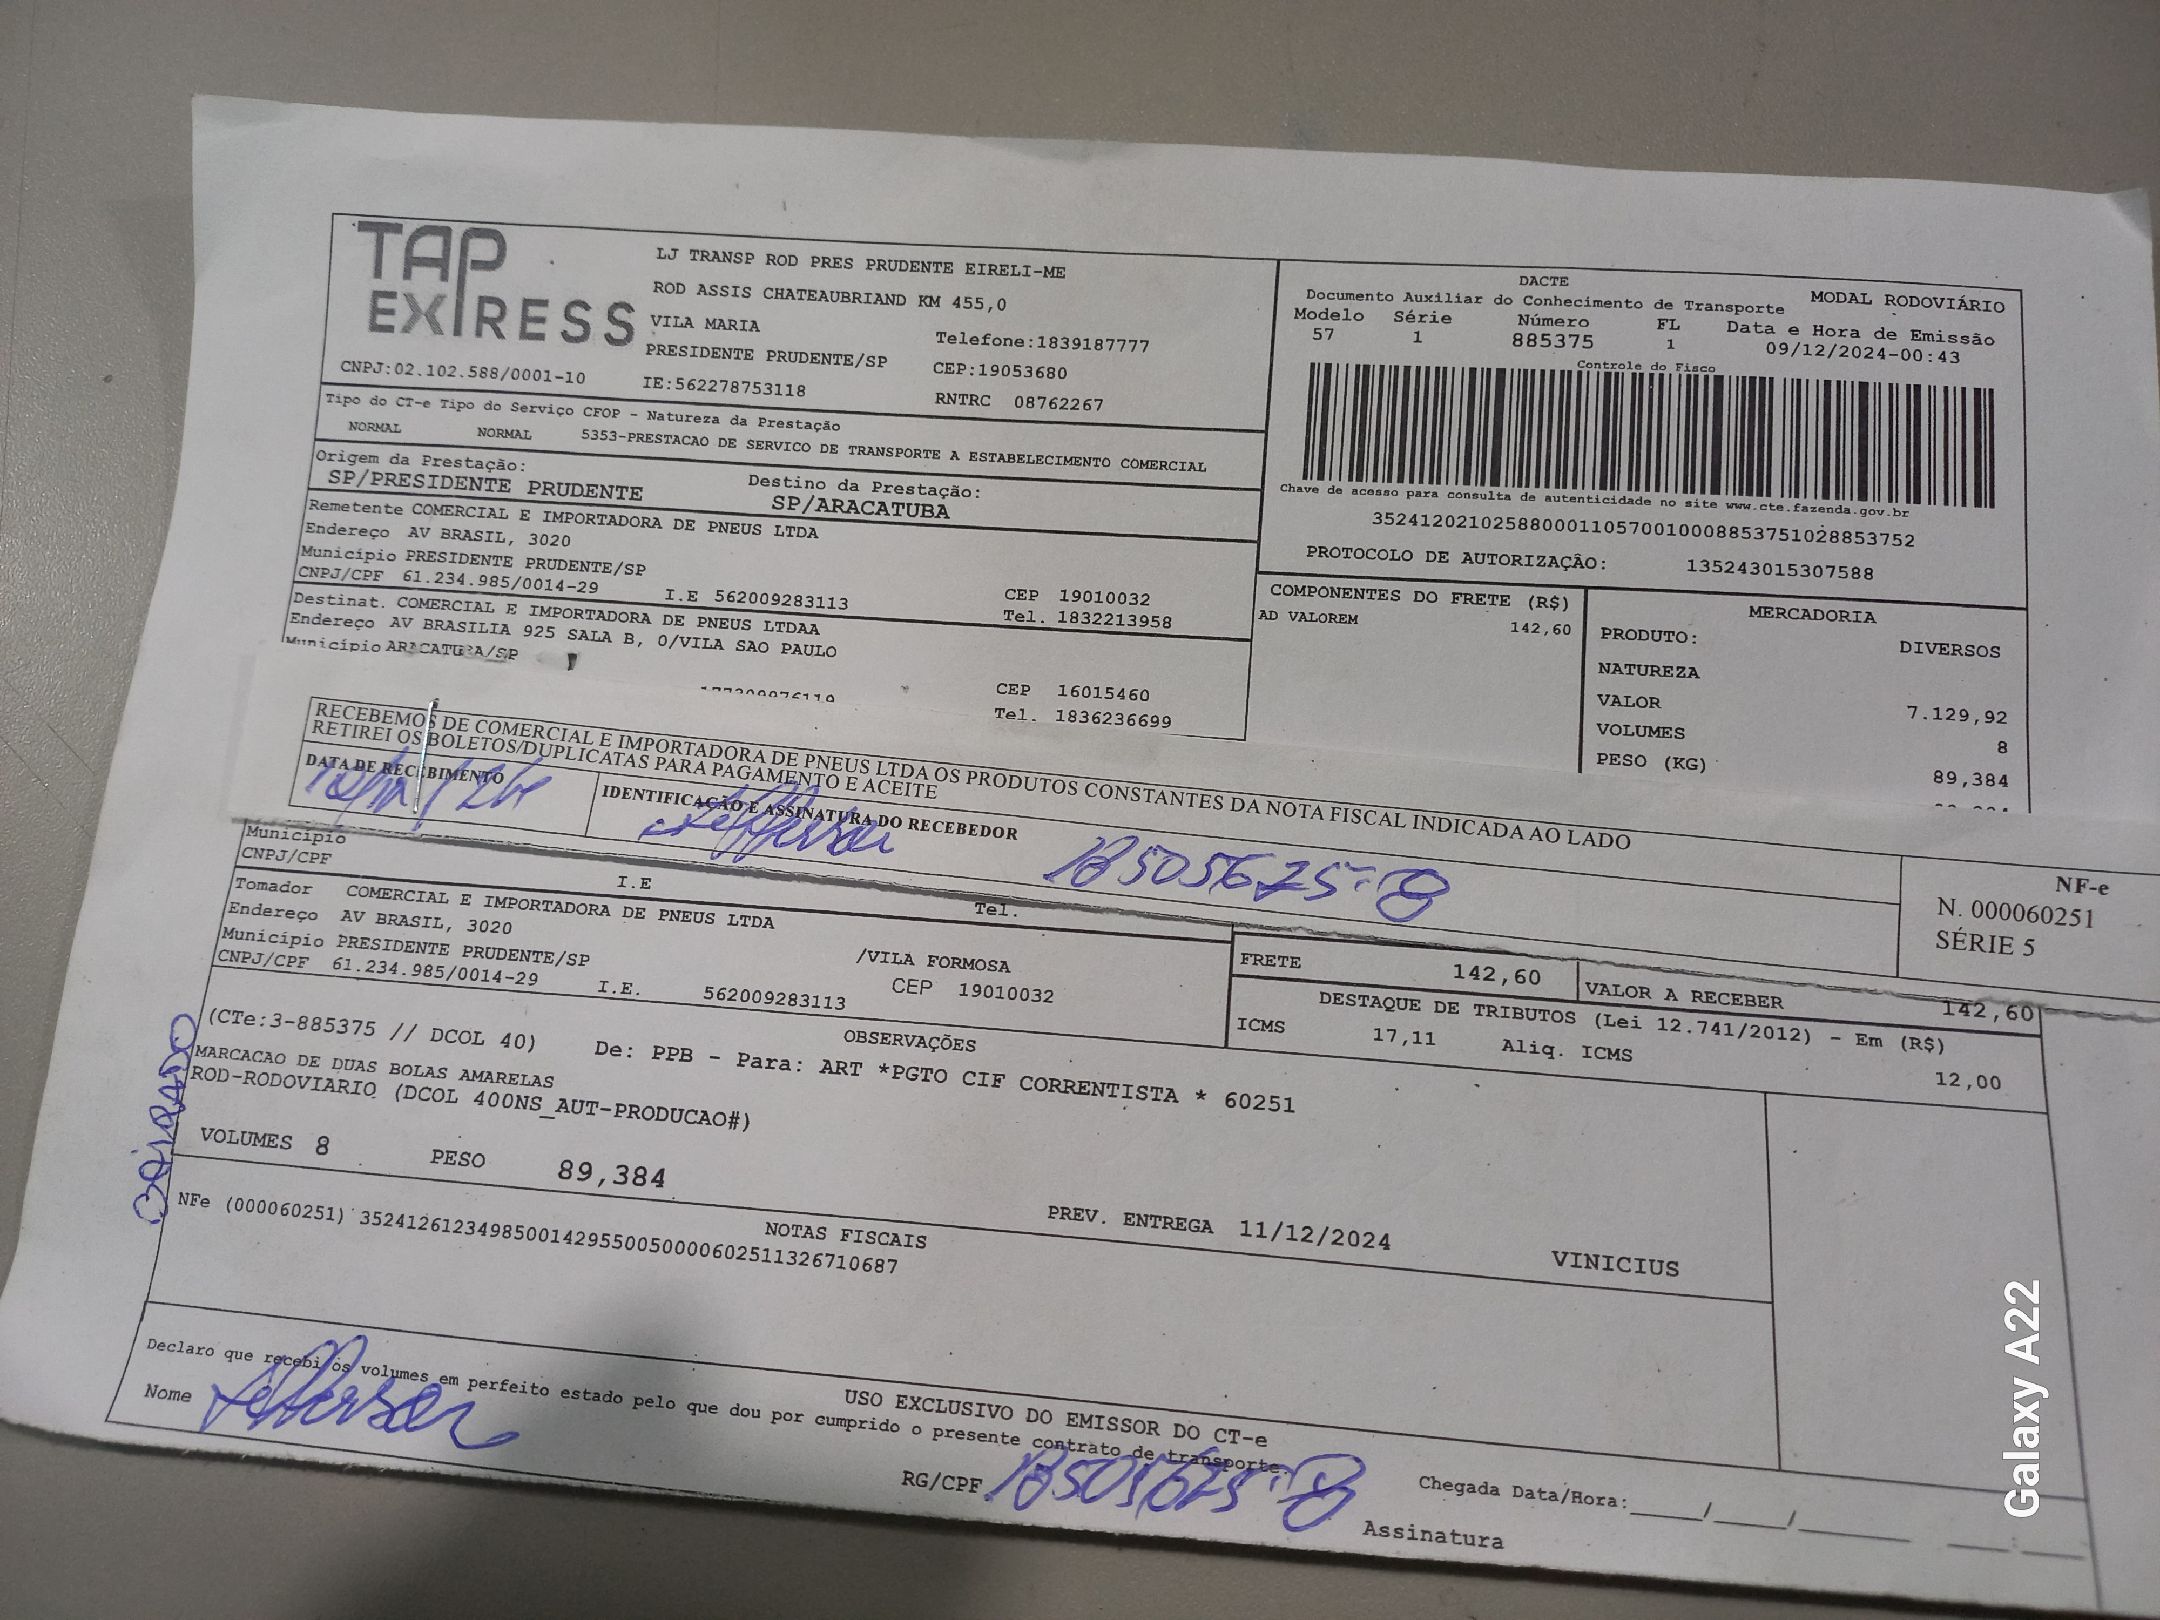 TAP
EXPRESS
CNPJ:02.102.588/0001-10
LJ TRANSP ROD PRES PRUDENTE EIRELI-ME
ROD ASSIS CHATEAUBRIAND KM 455,0
VILA MARIA
Telefone:1839187777
PRESIDENTE PRUDENTE/SP
CEP:19053680
IE:562278753118
RNTRC 08762267
DACTE
MODAL RODOVIÁRIO
Documento Auxiliar do Conhecimento de Transporte
Modelo Série Número FL Data e Hora de Emissão
57 1 885375 1 09/12/2024-00:43
Controle do Fisco
Chave de acesso para consulta de autenticidade no site www.cte.fazenda.gov.br
35241202102588000110570010008853751028853752
PROTOCOLO DE AUTORIZAÇÃO: 135243015307588
Tipo do CT-e Tipo do Serviço CFOP - Natureza da Prestação
NORMAL NORMAL 5353-PRESTACAO DE SERVICO DE TRANSPORTE A ESTABELECIMENTO COMERCIAL
Origem da Prestação: Destino da Prestação:
SP/PRESIDENTE PRUDENTE SP/ARACATUBA
Remetente COMERCIAL E IMPORTADORA DE PNEUS LTDA
Endereço AV BRASIL, 3020
Município PRESIDENTE PRUDENTE/SP CEP 19010032
CNPJ/CPF 61.234.985/0014-29 I.E 562009283113 Tel. 1832213958
Destinat. COMERCIAL E IMPORTADORA DE PNEUS LTDAA
Endereço AV BRASILIA 925 SALA B, 0/VILA SAO PAULO
Município ARACATUBA/SP CEP 16015460
Tel. 1836236699
COMPONENTES DO FRETE (R$)
AD VALOREM 142,60
MERCADORIA
PRODUTO: DIVERSOS
NATUREZA
VALOR 7.129,92
VOLUMES 8
PESO (KG) 89,384
RECEBEMOS DE COMERCIAL E IMPORTADORA DE PNEUS LTDA OS PRODUTOS CONSTANTES DA NOTA FISCAL INDICADA AO LADO
RETIREI OS BOLETOS/DUPLICATAS PARA PAGAMENTO E ACEITE
DATA DE RECEBIMENTO
IDENTIFICAÇÃO E ASSINATURA DO RECEBEDOR
Jefferson
NF-e
N. 000060251
SÉRIE 5
Município
CNPJ/CPF I.E Tel.
Tomador COMERCIAL E IMPORTADORA DE PNEUS LTDA
Endereço AV BRASIL, 3020 /VILA FORMOSA
Município PRESIDENTE PRUDENTE/SP CEP 19010032
CNPJ/CPF 61.234.985/0014-29 I.E. 562009283113
FRETE 142,60 VALOR A RECEBER 142,60
DESTAQUE DE TRIBUTOS (Lei 12.741/2012) - Em (R$)
ICMS 17,11 Aliq. ICMS 12,00
OBSERVAÇÕES
(CTe:3-885375 // DCOL 40) De: PPB - Para: ART *PGTO CIF CORRENTISTA * 60251
MARCACAO DE DUAS BOLAS AMARELAS
ROD-RODOVIARIO (DCOL 400NS_AUT-PRODUCAO#)
VOLUMES 8 PESO 89,384 PREV. ENTREGA 11/12/2024 VINICIUS
NOTAS FISCAIS
NFe (000060251) 35241261234985001429550050000602511326710687
USO EXCLUSIVO DO EMISSOR DO CT-e
Declaro que recebi os volumes em perfeito estado pelo que dou por cumprido o presente contrato de transporte.
Nome Jefferson RG/CPF Chegada Data/Hora:____/____/____
Assinatura
Galaxy A22